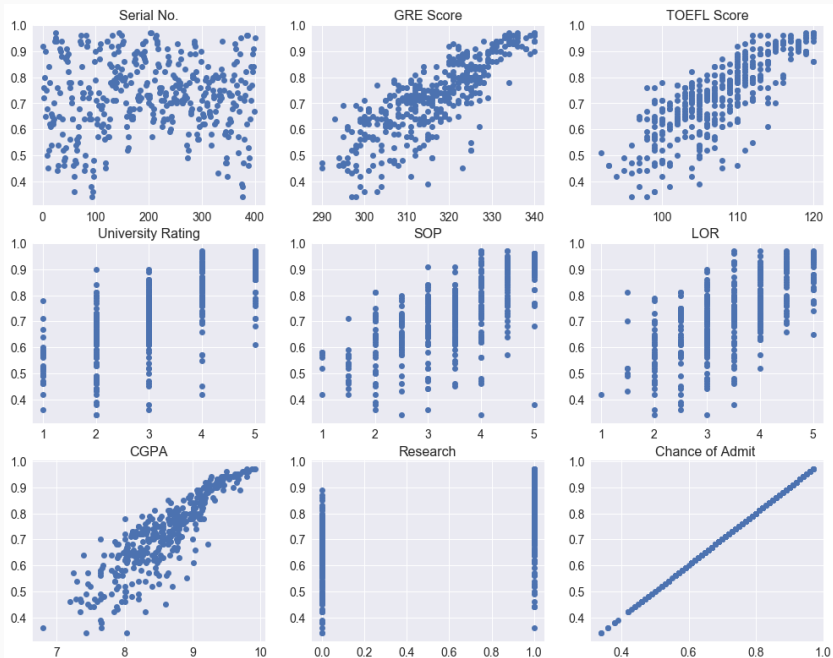 Serial No. GRE Score TOEFL Score
1.0 1.0 1.0
0.9 0.9 0.9
0.8 0.8 0.8
0.7 0.7 0.7
0.6 0.6 0.6
0.5 0.5 0.5
0.4 0.4 0.4
0 100 200 300 400 290 300 310 320 330 340 100 110 120
University Rating SOP LOR
1.0 1.0 1.0
0.9 0.9 0.9
0.8 0.8 0.8
0.7 0.7 0.7
0.6 0.6 0.6
0.5 0.5 0.5
0.4 0.4 0.4
1 2 3 4 5 1 2 3 4 5 1 2 3 4 5
CGPA Research Chance of Admit
1.0 1.0 1.0
0.9 0.9 0.9
0.8 0.8 0.8
0.7 0.7 0.7
0.6 0.6 0.6
0.5 0.5 0.5
0.4 0.4 0.4
7 8 9 10 0.0 0.2 0.4 0.6 0.8 1.0 0.4 0.6 0.8 1.0